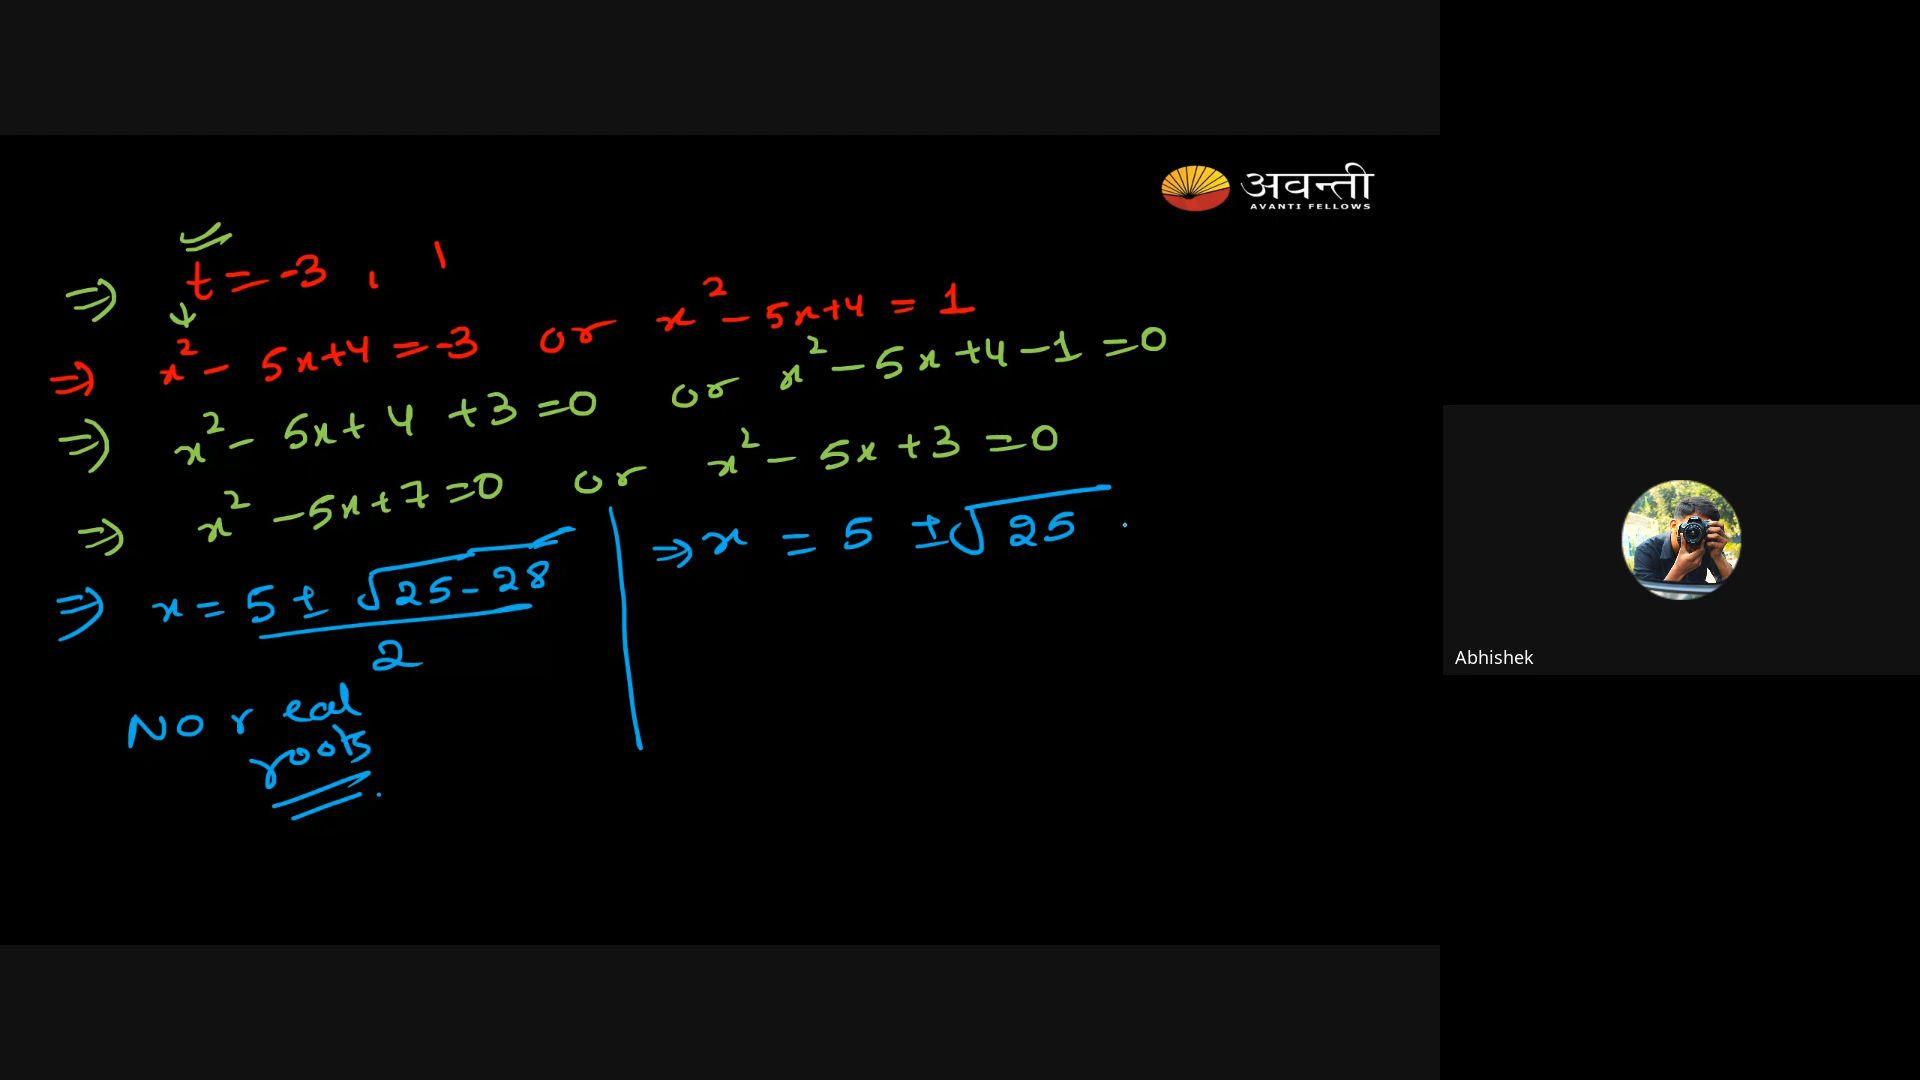 अवन्ती
AVANTI FELLOWS
⇒ t = -3 , 1
⇒ x² - 5x+4 = -3 or x² - 5x+4 = 1
⇒ x² - 5x+ 4 +3 =0 or x² - 5x +4 -1 =0
⇒ x² -5x+7=0 or x² - 5x +3 =0
⇒ x = 5 ± √25-28 / 2
⇒ x = 5 ± √25
No real
roots
Abhishek